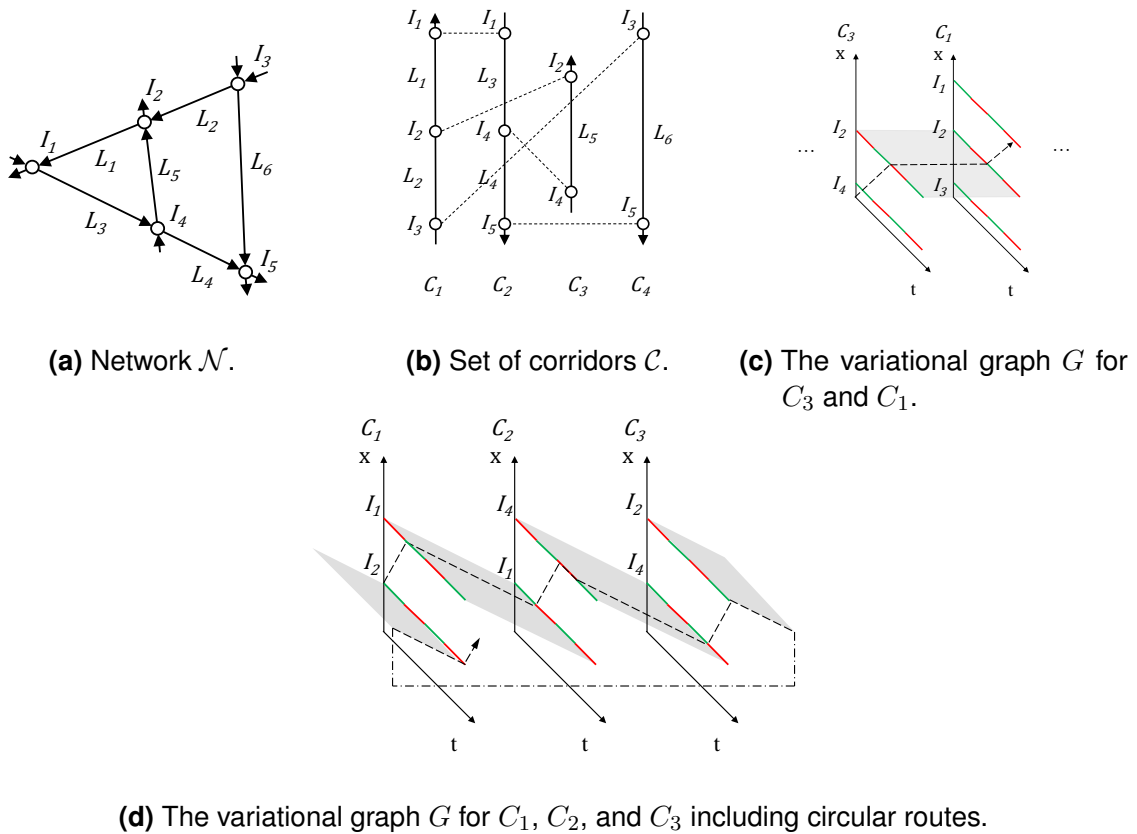 I₁
I₂
I₃
I₄
I₅
L₁
L₂
L₃
L₄
L₅
L₆
(a) Network 𝒩.
I₁ I₁ I₃
L₁ L₃ I₂
I₂ I₄ L₅ L₆
L₂ L₄ I₄
I₃ I₅ I₅
C₁ C₂ C₃ C₄
(b) Set of corridors 𝒞.
C₃ C₁
x x
I₁
I₂ I₂
... ...
I₄ I₃
t t
(c) The variational graph G for
C₃ and C₁.
C₁ C₂ C₃
x x x
I₁ I₄ I₂
I₂ I₁ I₄
t t t
(d) The variational graph G for C₁, C₂, and C₃ including circular routes.